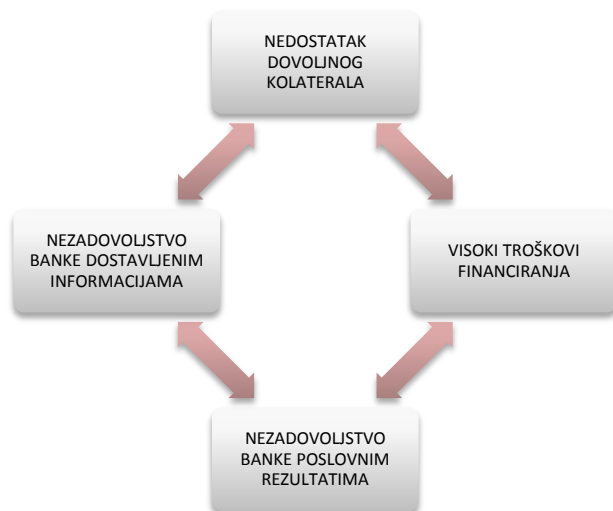 NEDOSTATAK
DOVOLJNOG
KOLATERALA
NEZADOVOLJSTVO
BANKE DOSTAVLJENIM
INFORMACIJAMA
VISOKI TROŠKOVI
FINANCIRANJA
NEZADOVOLJSTVO
BANKE POSLOVNIM
REZULTATIMA